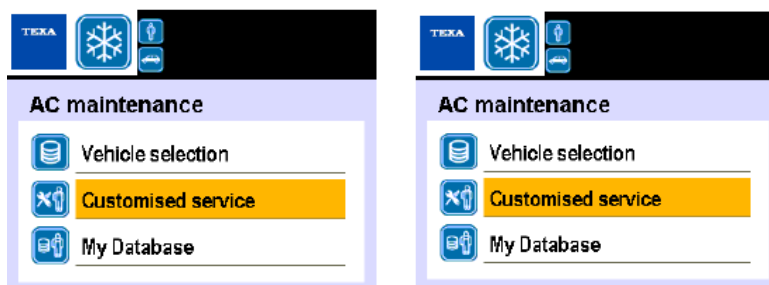 TEXA
AC maintenance
Vehicle selection
Customised service
My Database
TEXA
AC maintenance
Vehicle selection
Customised service
My Database